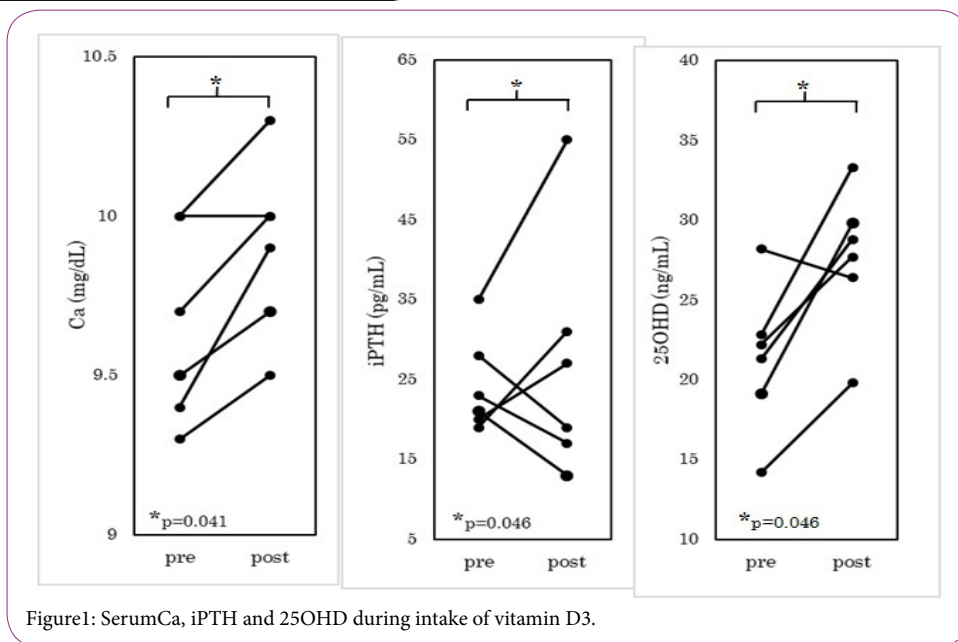 10.5
10
9.5
9
Ca (mg/dL)
*
*p=0.041
pre post
65
55
45
35
25
15
5
iPTH (pg/mL)
*
*p=0.046
pre post
40
35
30
25
20
15
10
25OHD (ng/mL)
*
*p=0.046
pre post
Figure1: SerumCa, iPTH and 25OHD during intake of vitamin D3.